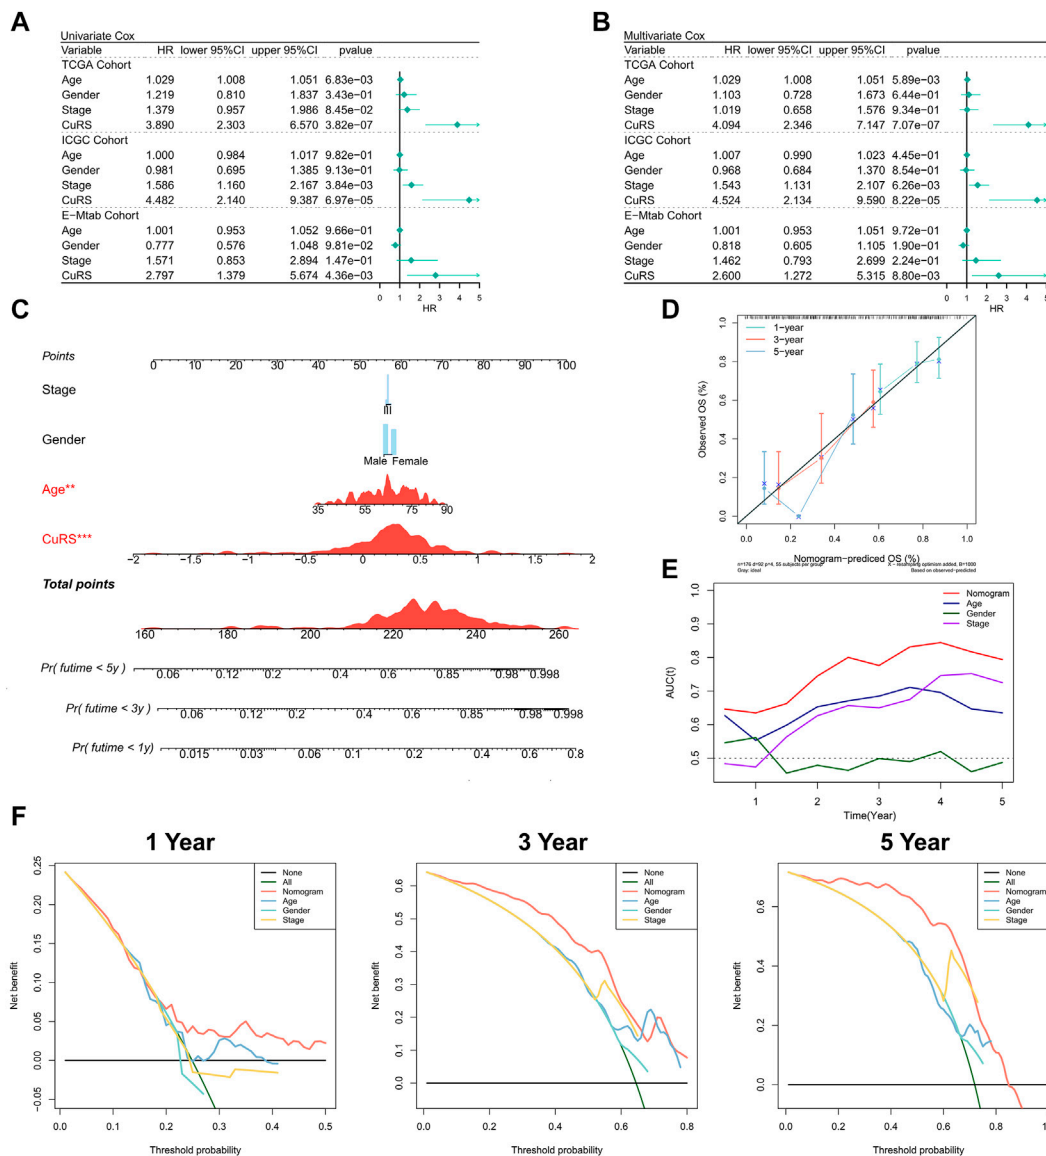 A
Univariate Cox
Variable HR lower 95%CI upper 95%CI pvalue
TCGA Cohort
Age 1.029 1.008 1.051 6.83e−03
Gender 1.219 0.810 1.837 3.43e−01
Stage 1.379 0.957 1.986 8.45e−02
CuRS 3.890 2.303 6.570 3.82e−07
ICGC Cohort
Age 1.000 0.984 1.017 9.82e−01
Gender 0.981 0.695 1.385 9.13e−01
Stage 1.586 1.160 2.167 3.84e−03
CuRS 4.482 2.140 9.387 6.97e−05
E−Mtab Cohort
Age 1.001 0.953 1.052 9.66e−01
Gender 0.777 0.576 1.048 9.81e−02
Stage 1.571 0.853 2.894 1.47e−01
CuRS 2.797 1.379 5.674 4.36e−03
0 1 2 3 4 5
HR
B
Multivariate Cox
Variable HR lower 95%CI upper 95%CI pvalue
TCGA Cohort
Age 1.029 1.008 1.051 5.89e−03
Gender 1.103 0.728 1.673 6.44e−01
Stage 1.019 0.658 1.576 9.34e−01
CuRS 4.094 2.346 7.147 7.07e−07
ICGC Cohort
Age 1.007 0.990 1.023 4.45e−01
Gender 0.968 0.684 1.370 8.54e−01
Stage 1.543 1.131 2.107 6.26e−03
CuRS 4.524 2.134 9.590 8.22e−05
E−Mtab Cohort
Age 1.001 0.953 1.051 9.72e−01
Gender 0.818 0.605 1.105 1.90e−01
Stage 1.462 0.793 2.699 2.24e−01
CuRS 2.600 1.272 5.315 8.80e−03
0 1 2 3 4 5
HR
C
Points
0 10 20 30 40 50 60 70 80 90 100
Stage
Gender
Male Female
Age**
35 55 65 75 90
CuRS***
−2 −1.5 −1 −0.5 0 0.5 1 1.5 2
Total points
160 180 200 220 240 260
Pr( futime < 5y )
0.06 0.12 0.2 0.4 0.6 0.85 0.98 0.998
Pr( futime < 3y )
0.06 0.12 0.2 0.4 0.6 0.85 0.98 0.998
Pr( futime < 1y)
0.015 0.03 0.06 0.1 0.2 0.4 0.6 0.8
D
1−year
3−year
5−year
Observed OS (%)
0.0 0.2 0.4 0.6 0.8 1.0
0.0 0.2 0.4 0.6 0.8 1.0
Nomogram−prediced OS (%)
n=176 d=92 p=4, 55 subjects per group
Gray: ideal
X − resampling optimism added, B=1000
Based on observed−predicted
E
Nomogram
Age
Gender
Stage
AUC(t)
0.5 0.6 0.7 0.8 0.9 1.0
1 2 3 4 5
Time(Year)
F
1 Year
None
All
Nomogram
Age
Gender
Stage
Net benefit
−0.05 0.00 0.05 0.10 0.15 0.20 0.25
0.0 0.1 0.2 0.3 0.4 0.5
Threshold probability
3 Year
None
All
Nomogram
Age
Gender
Stage
Net benefit
0.0 0.1 0.2 0.3 0.4 0.5 0.6
0.0 0.2 0.4 0.6 0.8
Threshold probability
5 Year
None
All
Nomogram
Age
Gender
Stage
Net benefit
0.0 0.2 0.4 0.6
0.0 0.2 0.4 0.6 0.8
Threshold probability